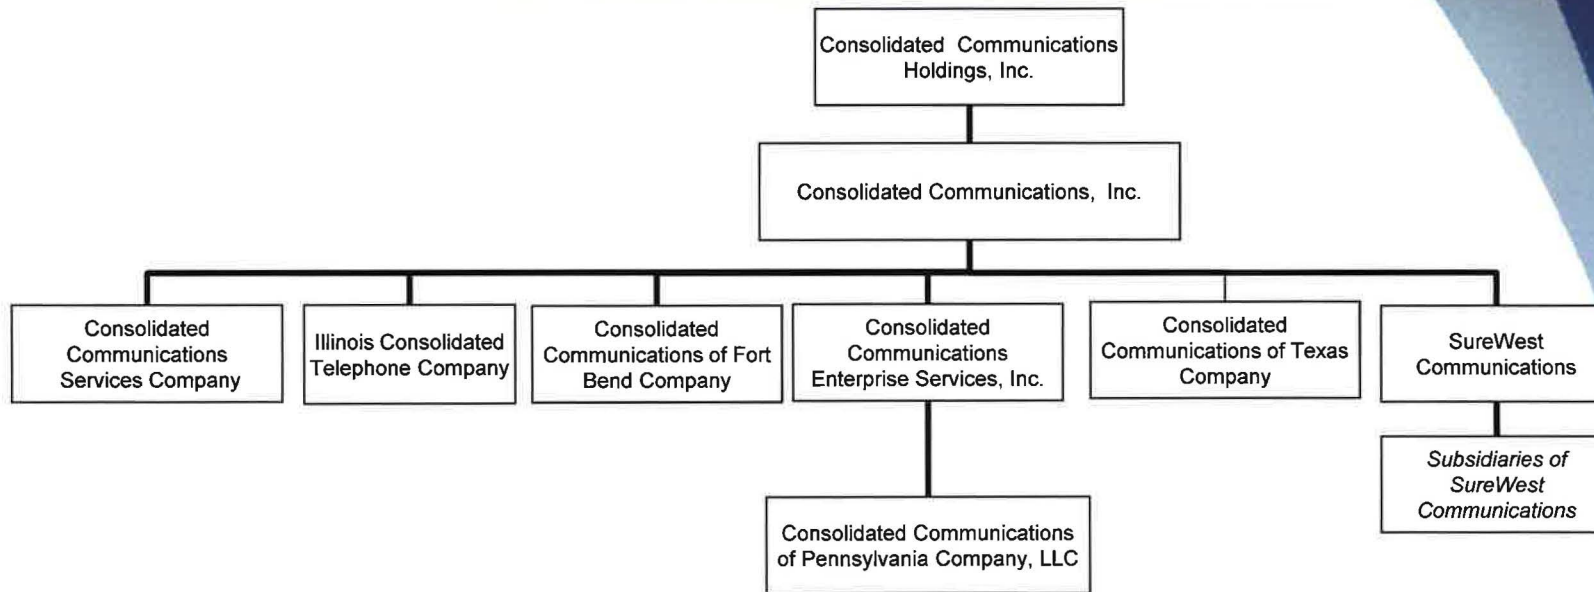 Consolidated Communications
Holdings, Inc.
Consolidated Communications, Inc.
Consolidated
Communications
Services Company
Illinois Consolidated
Telephone Company
Consolidated
Communications of Fort
Bend Company
Consolidated
Communications
Enterprise Services, Inc.
Consolidated
Communications of Texas
Company
SureWest
Communications
Subsidiaries of
SureWest
Communications
Consolidated Communications
of Pennsylvania Company, LLC